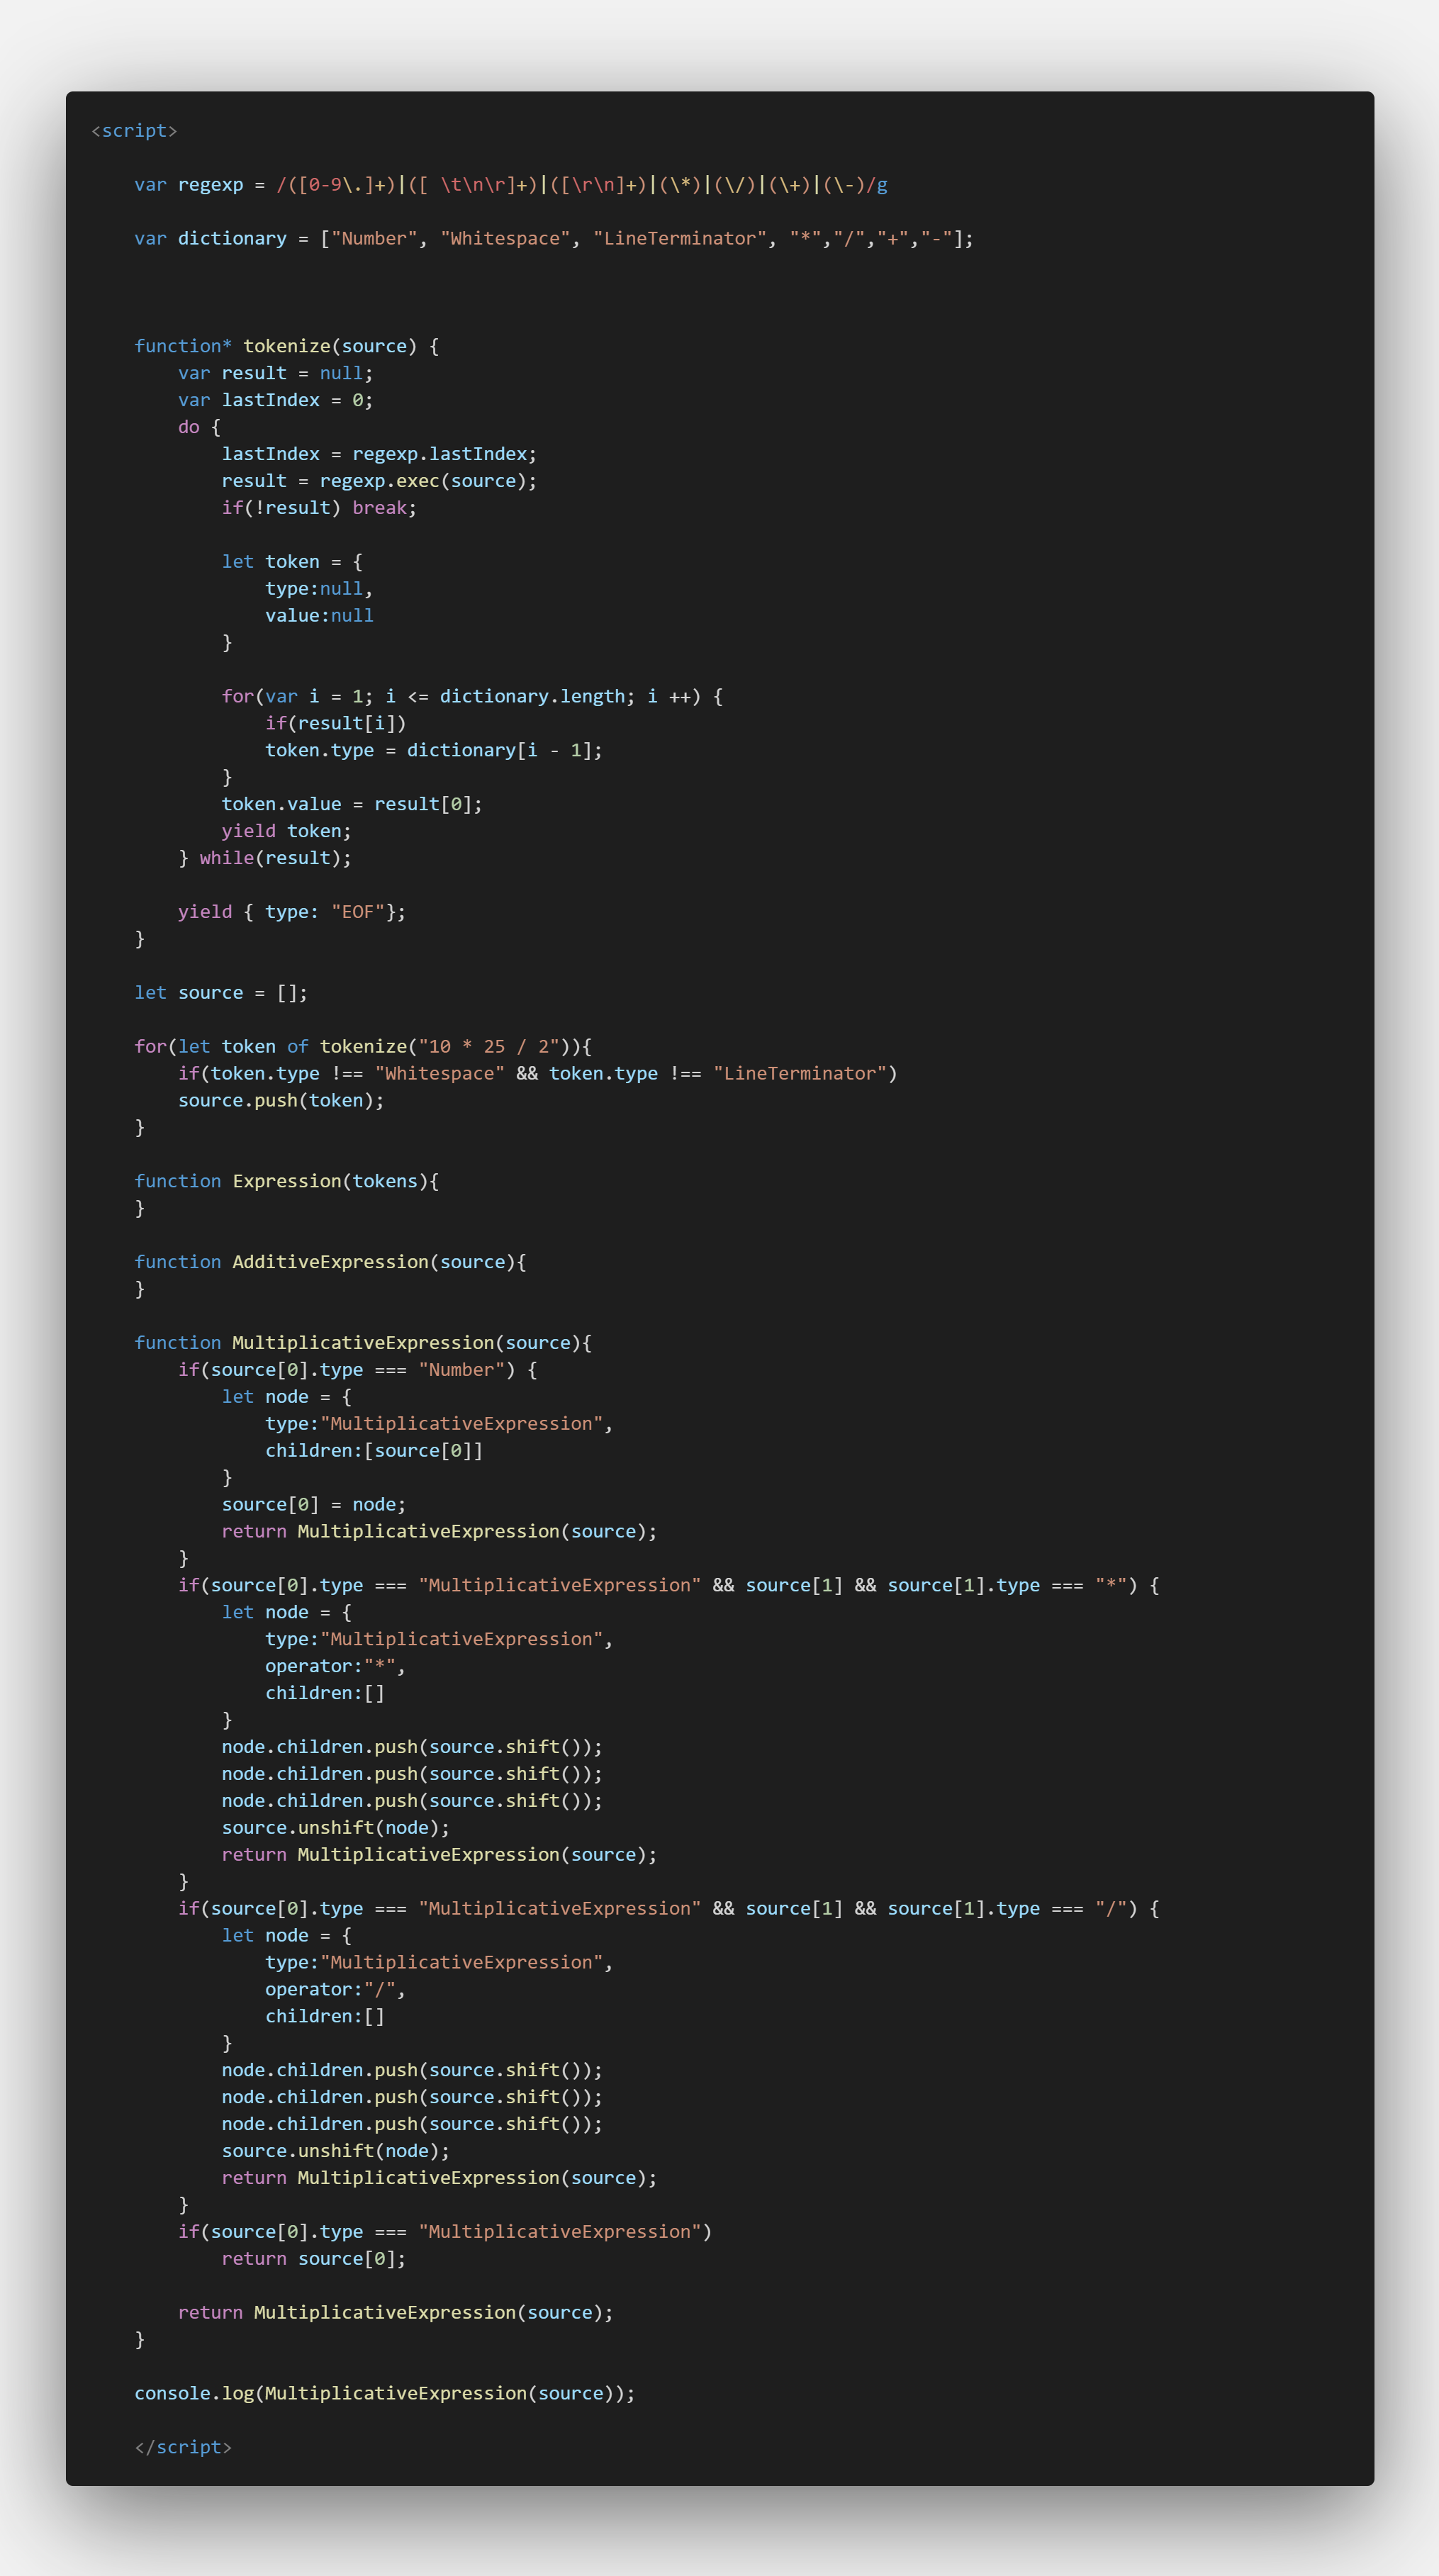 <script>
var regexp = /([0-9\.]+)|([ \t\n\r]+)|([\r\n]+)|(\*)|(\/)|(\+)|(\-)/g
var dictionary = ["Number", "Whitespace", "LineTerminator", "*","/","+","-"];
function* tokenize(source) {
var result = null;
var lastIndex = 0;
do {
lastIndex = regexp.lastIndex;
result = regexp.exec(source);
if(!result) break;
let token = {
type:null,
value:null
}
for(var i = 1; i <= dictionary.length; i ++) {
if(result[i])
token.type = dictionary[i - 1];
}
token.value = result[0];
yield token;
} while(result);
yield { type: "EOF"};
}
let source = [];
for(let token of tokenize("10 * 25 / 2")){
if(token.type !== "Whitespace" && token.type !== "LineTerminator")
source.push(token);
}
function Expression(tokens){
}
function AdditiveExpression(source){
}
function MultiplicativeExpression(source){
if(source[0].type === "Number") {
let node = {
type:"MultiplicativeExpression",
children:[source[0]]
}
source[0] = node;
return MultiplicativeExpression(source);
}
if(source[0].type === "MultiplicativeExpression" && source[1] && source[1].type === "*") {
let node = {
type:"MultiplicativeExpression",
operator:"*",
children:[]
}
node.children.push(source.shift());
node.children.push(source.shift());
node.children.push(source.shift());
source.unshift(node);
return MultiplicativeExpression(source);
}
if(source[0].type === "MultiplicativeExpression" && source[1] && source[1].type === "/") {
let node = {
type:"MultiplicativeExpression",
operator:"/",
children:[]
}
node.children.push(source.shift());
node.children.push(source.shift());
node.children.push(source.shift());
source.unshift(node);
return MultiplicativeExpression(source);
}
if(source[0].type === "MultiplicativeExpression")
return source[0];
return MultiplicativeExpression(source);
}
console.log(MultiplicativeExpression(source));
</script>